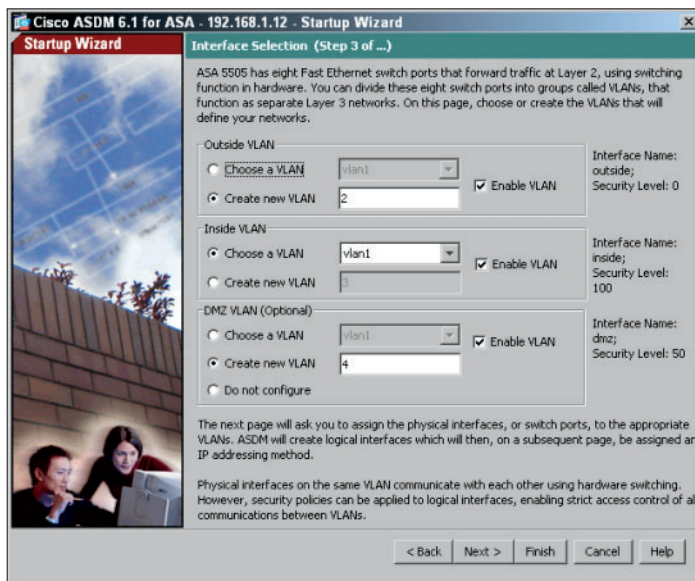 Cisco ASDM 6.1 for ASA - 192.168.1.12 - Startup Wizard
Startup Wizard
Interface Selection (Step 3 of ...)
ASA 5505 has eight Fast Ethernet switch ports that forward traffic at Layer 2, using switching
function in hardware. You can divide these eight switch ports into groups called VLANs, that
function as separate Layer 3 networks. On this page, choose or create the VLANs that will
define your networks.
Outside VLAN
Choose a VLAN
vlan1
Create new VLAN
2
Enable VLAN
Interface Name:
outside;
Security Level: 0
Inside VLAN
Choose a VLAN
vlan1
Create new VLAN
3
Enable VLAN
Interface Name:
inside;
Security Level:
100
DMZ VLAN (Optional)
Choose a VLAN
vlan1
Create new VLAN
4
Do not configure
Enable VLAN
Interface Name:
dmz;
Security Level: 50
The next page will ask you to assign the physical interfaces, or switch ports, to the appropriate
VLANs. ASDM will create logical interfaces which will then, on a subsequent page, be assigned an
IP addressing method.
Physical interfaces on the same VLAN communicate with each other using hardware switching.
However, security policies can be applied to logical interfaces, enabling strict access control of al
communications between VLANs.
< Back
Next >
Finish
Cancel
Help